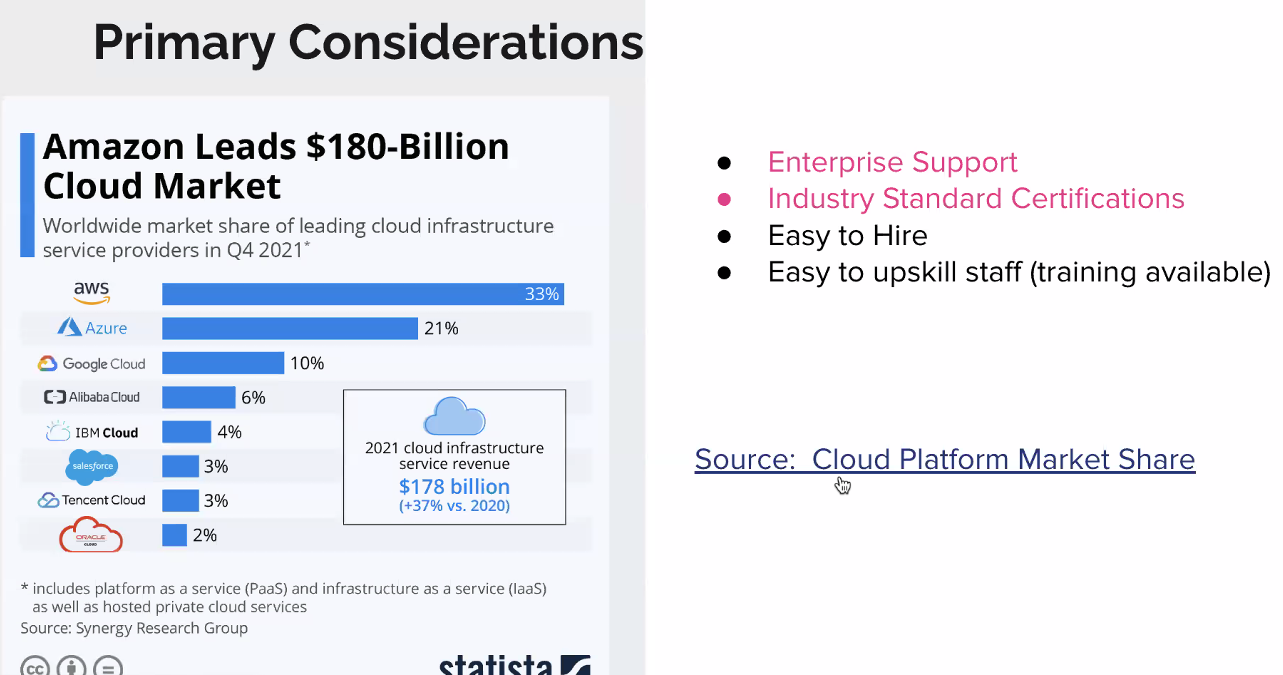 Primary Considerations
Amazon Leads $180-Billion
Cloud Market
Worldwide market share of leading cloud infrastructure
service providers in Q4 2021*
aws
33%
Azure
21%
Google Cloud
10%
Alibaba Cloud
6%
IBM Cloud
4%
salesforce
3%
Tencent Cloud
3%
ORACLE
CLOUD
2%
2021 cloud infrastructure
service revenue
$178 billion
(+37% vs. 2020)
* includes platform as a service (PaaS) and infrastructure as a service (IaaS)
as well as hosted private cloud services
Source: Synergy Research Group
cc
statista
● Enterprise Support
● Industry Standard Certifications
● Easy to Hire
● Easy to upskill staff (training available)
Source: Cloud Platform Market Share